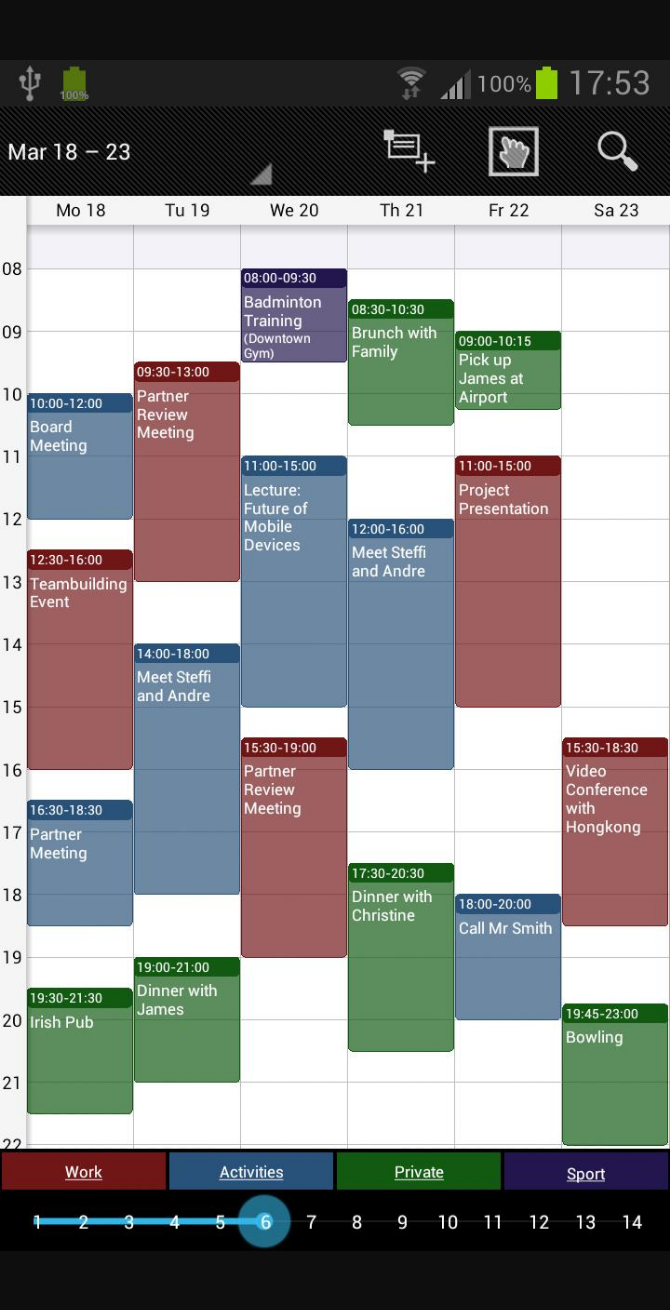 100%
100%
17:53
Mar 18 – 23
Mo 18
Tu 19
We 20
Th 21
Fr 22
Sa 23
08
09
10
11
12
13
14
15
16
17
18
19
20
21
22
10:00-12:00
Board
Meeting
12:30-16:00
Teambuilding
Event
16:30-18:30
Partner
Meeting
19:30-21:30
Irish Pub
09:30-13:00
Partner
Review
Meeting
14:00-18:00
Meet Steffi
and Andre
19:00-21:00
Dinner with
James
08:00-09:30
Badminton
Training
(Downtown
Gym)
11:00-15:00
Lecture:
Future of
Mobile
Devices
15:30-19:00
Partner
Review
Meeting
08:30-10:30
Brunch with
Family
12:00-16:00
Meet Steffi
and Andre
17:30-20:30
Dinner with
Christine
09:00-10:15
Pick up
James at
Airport
11:00-15:00
Project
Presentation
18:00-20:00
Call Mr Smith
15:30-18:30
Video
Conference
with
Hongkong
19:45-23:00
Bowling
Work
Activities
Private
Sport
1 2 3 4 5 6 7 8 9 10 11 12 13 14